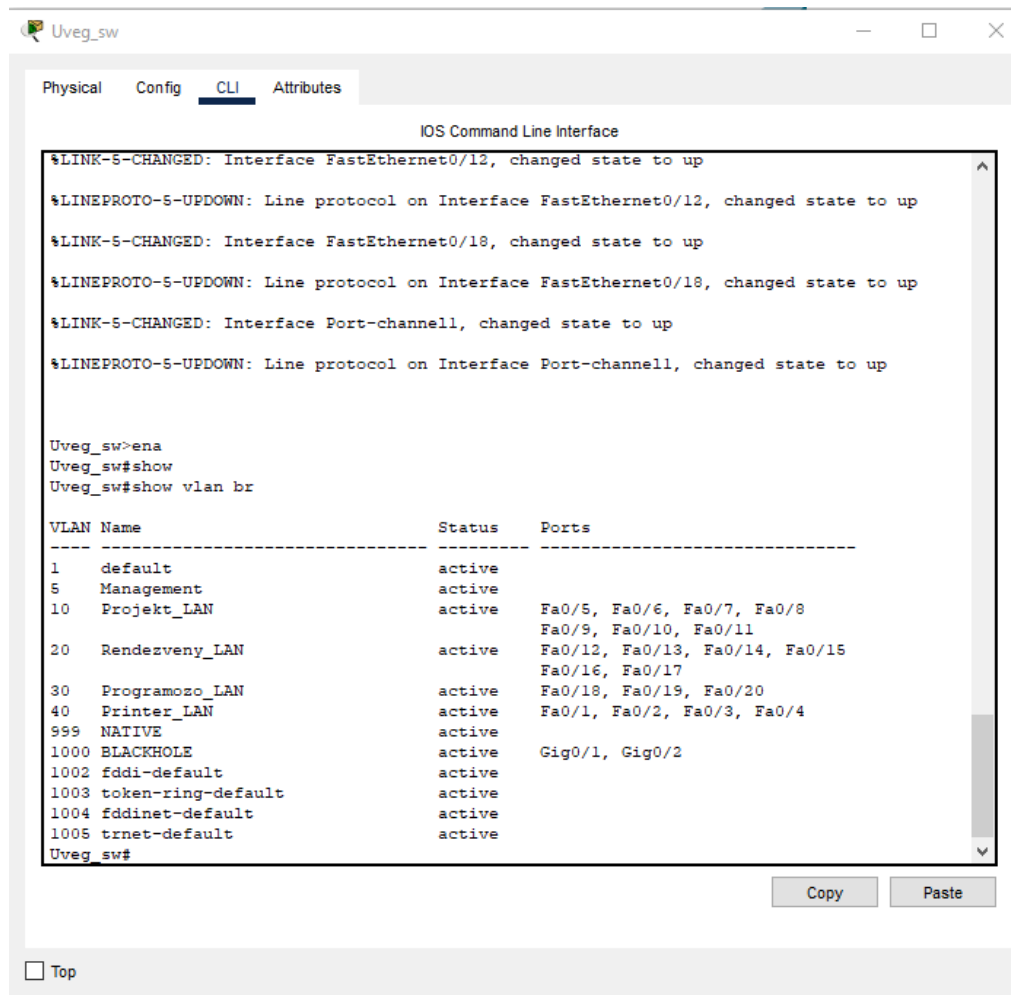 Uveg_sw
Physical Config CLI Attributes
IOS Command Line Interface
%LINK-5-CHANGED: Interface FastEthernet0/12, changed state to up
%LINEPROTO-5-UPDOWN: Line protocol on Interface FastEthernet0/12, changed state to up
%LINK-5-CHANGED: Interface FastEthernet0/18, changed state to up
%LINEPROTO-5-UPDOWN: Line protocol on Interface FastEthernet0/18, changed state to up
%LINK-5-CHANGED: Interface Port-channel1, changed state to up
%LINEPROTO-5-UPDOWN: Line protocol on Interface Port-channel1, changed state to up
Uveg_sw>ena
Uveg_sw#show
Uveg_sw#show vlan br
VLAN Name                             Status    Ports
---- -------------------------------- --------- -------------------------------
1    default                          active
5    Management                       active
10   Projekt_LAN                      active    Fa0/5, Fa0/6, Fa0/7, Fa0/8
                                                Fa0/9, Fa0/10, Fa0/11
20   Rendezveny_LAN                   active    Fa0/12, Fa0/13, Fa0/14, Fa0/15
                                                Fa0/16, Fa0/17
30   Programozo_LAN                   active    Fa0/18, Fa0/19, Fa0/20
40   Printer_LAN                      active    Fa0/1, Fa0/2, Fa0/3, Fa0/4
999  NATIVE                           active
1000 BLACKHOLE                        active    Gig0/1, Gig0/2
1002 fddi-default                     active
1003 token-ring-default               active
1004 fddinet-default                  active
1005 trnet-default                    active
Uveg_sw#
Copy Paste
Top